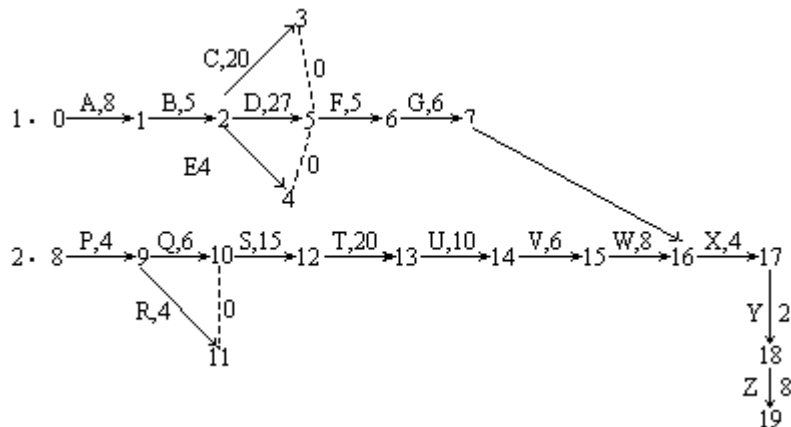 3
C,20
0
A,8 B,5 D,27 F,5 G,6
1. 0 1 2 5 6 7
E4 0
4
P,4 Q,6 S,15 T,20 U,10 V,6 W,8 X,4
2. 8 9 10 12 13 14 15 16 17
R,4 0 Y 2
11 18
Z 8
19